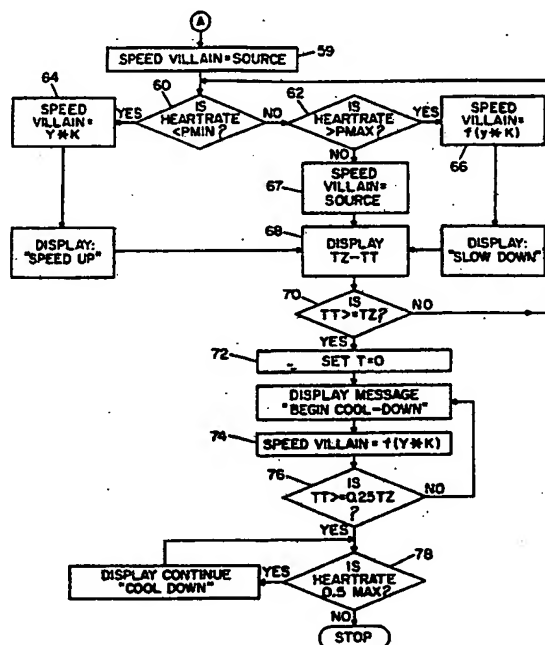 A
SPEED VILLAIN=SOURCE
59
64
60
62
SPEED
VILLAIN=
Y*K
YES
IS
HEARTRATE
<PMIN?
NO
IS
HEARTRATE
>PMAX?
YES
SPEED
VILLAIN=
f(y*K)
66
NO
67
SPEED
VILLAIN=
SOURCE
68
DISPLAY:
"SPEED UP"
DISPLAY
TZ-TT
DISPLAY:
"SLOW DOWN"
70
IS
TT>=TZ?
NO
YES
72
SET T=0
DISPLAY MESSAGE
"BEGIN COOL-DOWN"
74
SPEED VILLAIN=f(Y*K)
76
IS
TT>=0.25TZ
?
NO
YES
78
DISPLAY CONTINUE
"COOL DOWN"
YES
IS
HEARTRATE
0.5 MAX?
NO
STOP